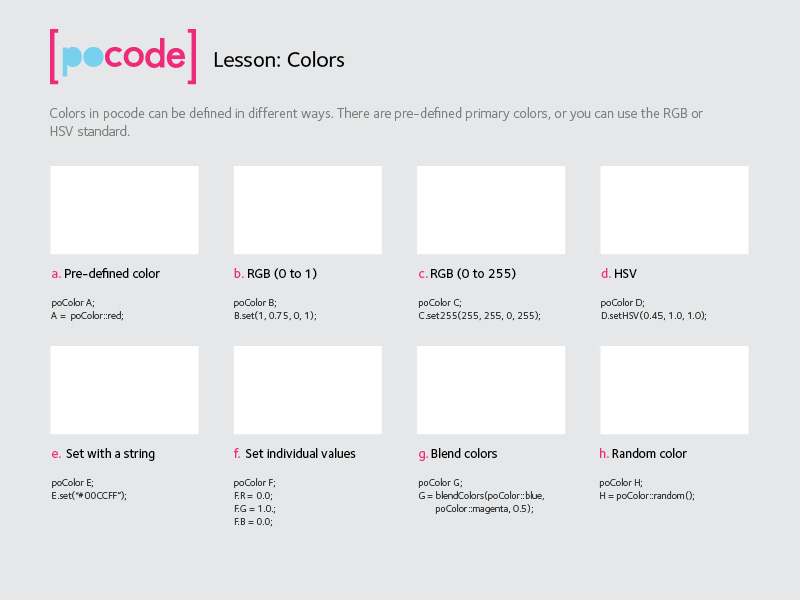 [pocode] Lesson: Colors
Colors in pocode can be defined in different ways. There are pre-defined primary colors, or you can use the RGB or
HSV standard.
a. Pre-defined color
poColor A;
A = poColor::red;
b. RGB (0 to 1)
poColor B;
B.set(1, 0.75, 0, 1);
c. RGB (0 to 255)
poColor C;
C.set255(255, 255, 0, 255);
d. HSV
poColor D;
D.setHSV(0.45, 1.0, 1.0);
e. Set with a string
poColor E;
E.set("#00CCFF");
f. Set individual values
poColor F;
F.R = 0.0;
F.G = 1.0.;
F.B = 0.0;
g. Blend colors
poColor G;
G = blendColors(poColor::blue,
poColor::magenta, 0.5);
h. Random color
poColor H;
H = poColor::random();